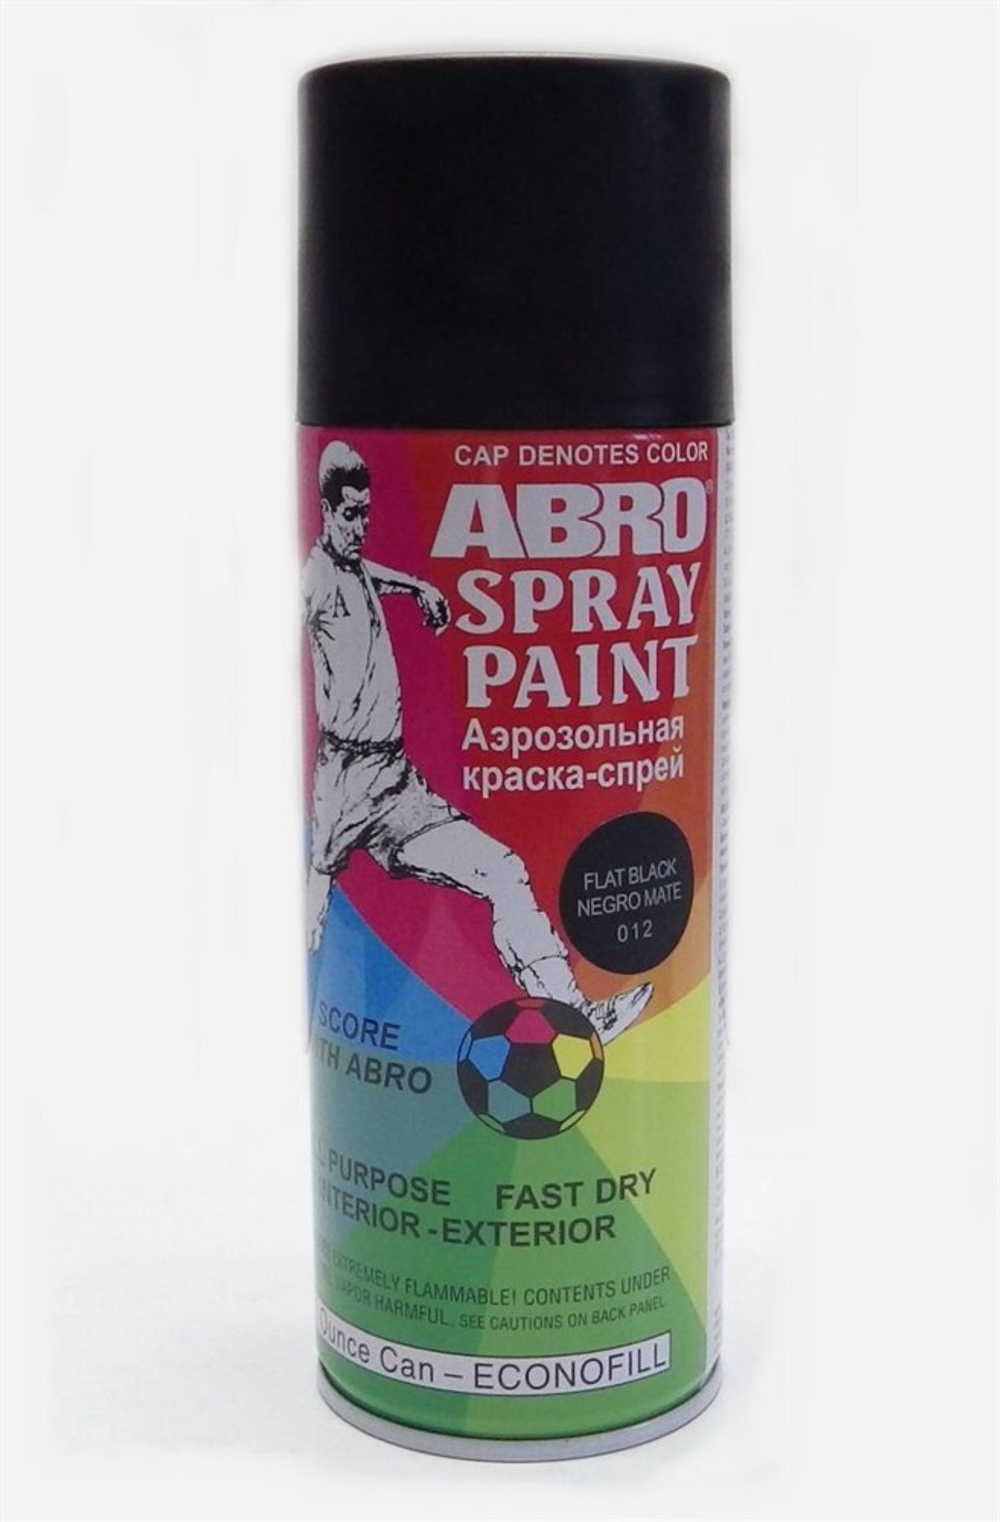 CAP DENOTES COLOR
ABRO®
SPRAY
PAINT
Аэрозольная
краска-спрей
A
FLAT BLACK
NEGRO MATE
012
SCORE
ABRO
PURPOSE FAST DRY
INTERIOR - EXTERIOR
EXTREMELY FLAMMABLE! CONTENTS UNDER
VAPOR HARMFUL. SEE CAUTIONS ON BACK PANEL
Ounce Can – ECONOFILL